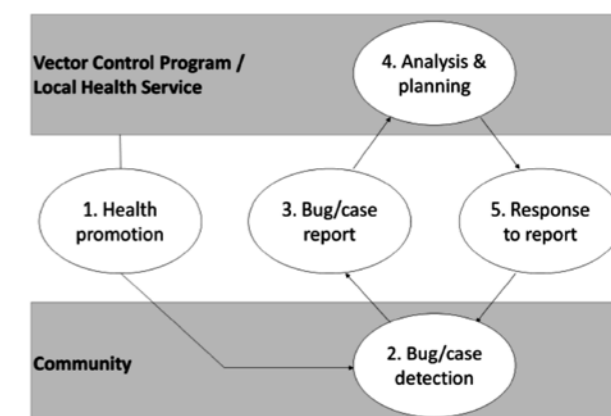 Vector Control Program /
Local Health Service
4. Analysis &
planning
1. Health
promotion
3. Bug/case
report
5. Response
to report
Community
2. Bug/case
detection